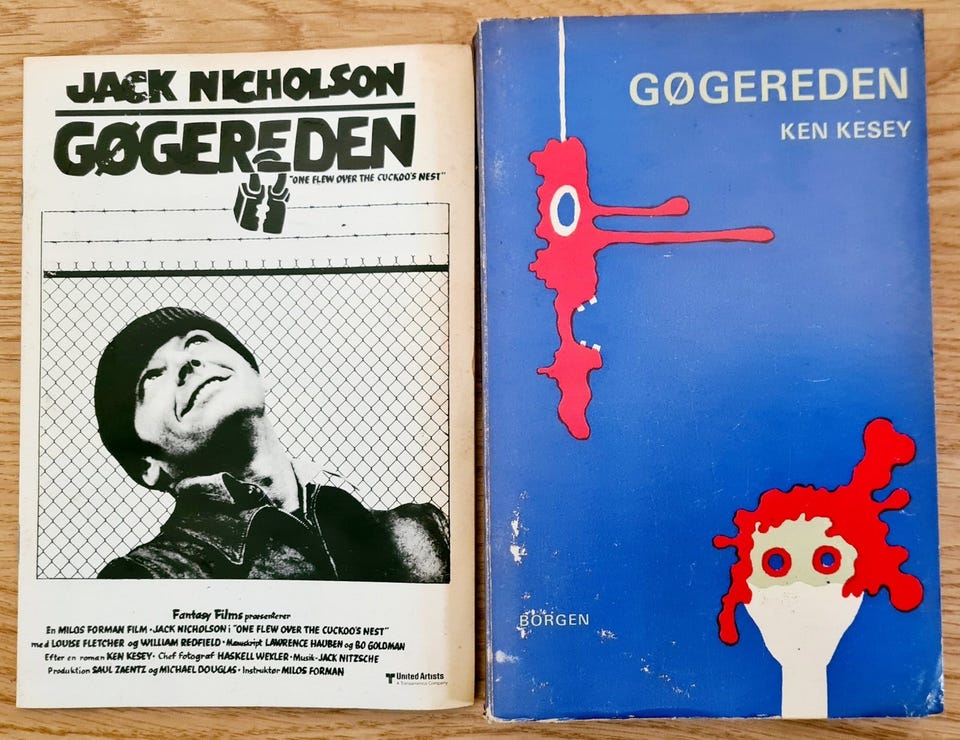 JACK NICHOLSON
GØGEREDEN
"ONE FLEW OVER THE CUCKOO'S NEST"
Fantasy Films præsenterer
En MILOS FORMAN FILM · JACK NICHOLSON i "ONE FLEW OVER THE CUCKOO'S NEST"
med LOUISE FLETCHER og WILLIAM REDFIELD · Manuskript LAWRENCE HAUBEN og BO GOLDMAN
Efter en roman KEN KESEY · Chef fotograf HASKELL WEXLER · Musik · JACK NITZSCHE
Produktion SAUL ZAENTZ og MICHAEL DOUGLAS · Instruktør MILOS FORMAN
United Artists
A Transamerica Company
GØGEREDEN
KEN KESEY
BORGEN